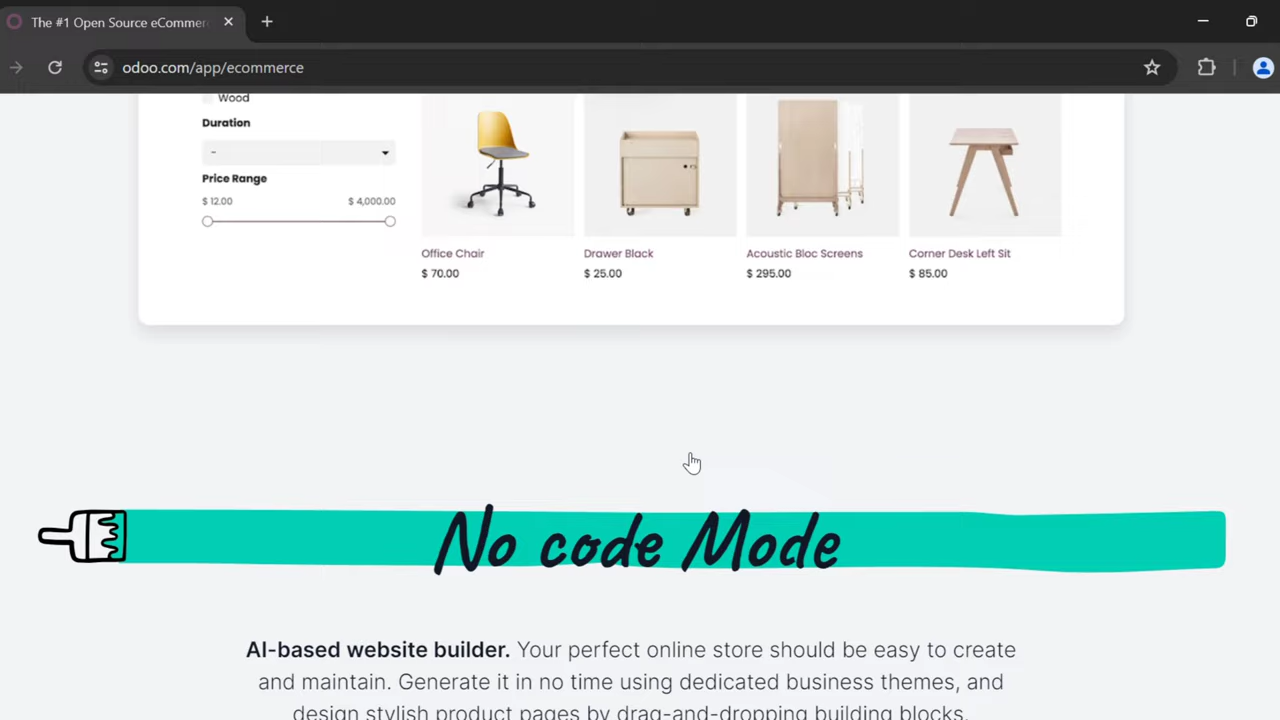 The #1 Open Source eCommer
odoo.com/app/ecommerce
Wood
Duration
-
Price Range
$ 12.00 $ 4,000.00
Office Chair Drawer Black Acoustic Bloc Screens Corner Desk Left Sit
$ 70.00 $ 25.00 $ 295.00 $ 85.00
No code Mode
AI-based website builder. Your perfect online store should be easy to create
and maintain. Generate it in no time using dedicated business themes, and
design stylish product pages by drag-and-dropping building blocks.